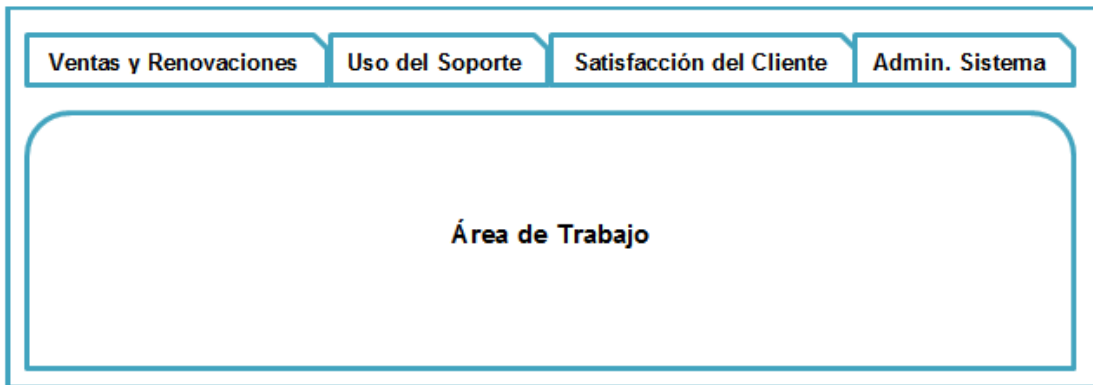 Ventas y Renovaciones Uso del Soporte Satisfacción del Cliente Admin. Sistema
Área de Trabajo